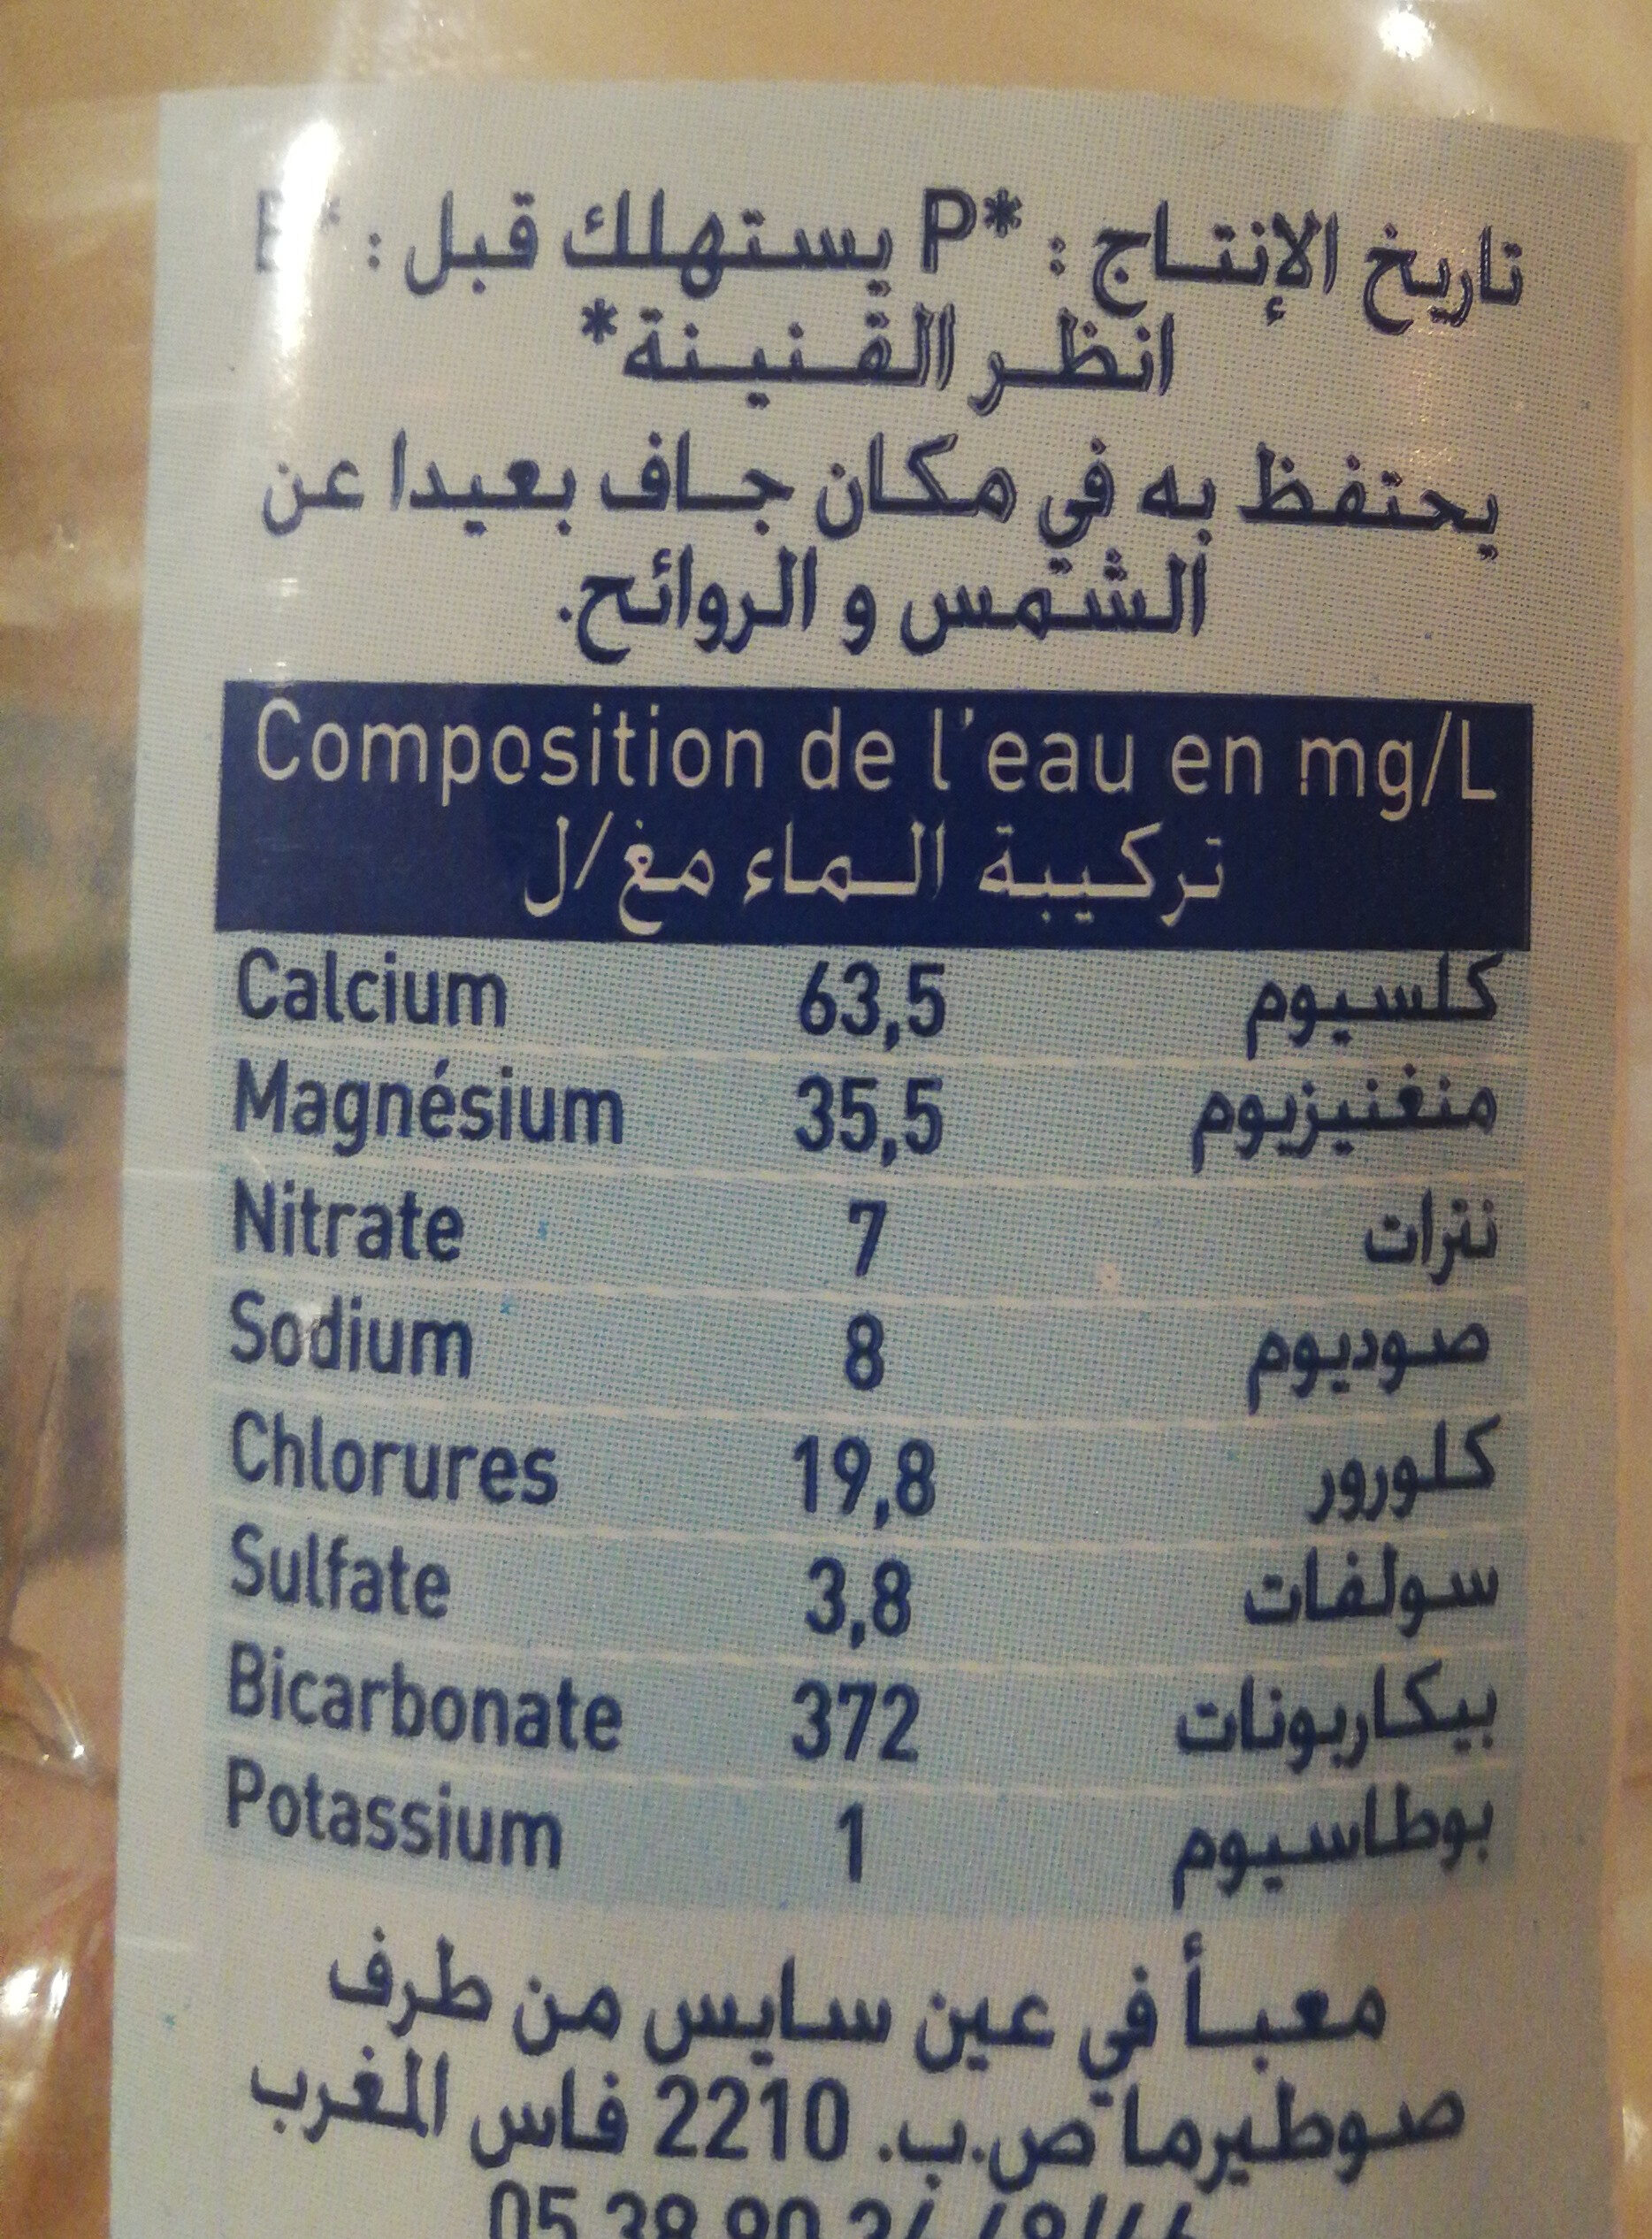 تاريخ الإنتاج : *P يستهلك قبل : *E
انظر القنينة*
يحتفظ به في مكان جاف بعيدا عن
الشمس و الروائح.
Composition de l'eau en mg/L
تركيبة الماء مغ/ل
Calcium 63,5 كلسيوم
Magnésium 35,5 منغنيزيوم
Nitrate 7 نترات
Sodium 8 صوديوم
Chlorures 19,8 كلورور
Sulfate 3,8 سولفات
Bicarbonate 372 بيكاربونات
Potassium 1 بوطاسيوم
معبأ في عين سايس من طرف
صوطيرما ص.ب. 2210 فاس المغرب